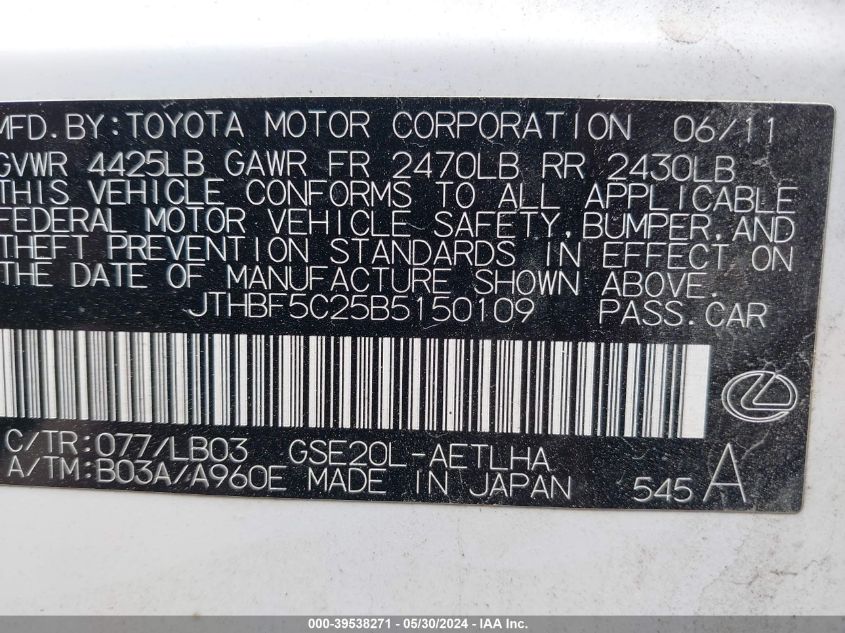 MFD. BY: TOYOTA MOTOR CORPORATION 06/11
GVWR 4425LB GAWR FR 2470LB RR 2430LB
THIS VEHICLE CONFORMS TO ALL APPLICABLE
FEDERAL MOTOR VEHICLE SAFETY, BUMPER, AND
THEFT PREVENTION STANDARDS IN EFFECT ON
THE DATE OF MANUFACTURE SHOWN ABOVE.
JTHBF5C25B5150109 PASS. CAR
C/TR: 077/LB03 GSE20L-AETLHA
A/TM: B03A/A960E MADE IN JAPAN 545 A
000-39538271 - 05/30/2024 - IAA Inc.